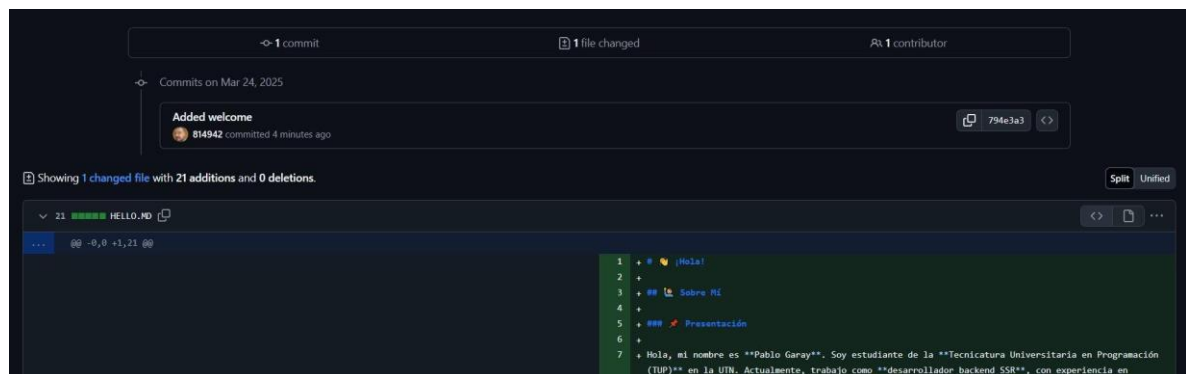 1 commit
1 file changed
1 contributor
Commits on Mar 24, 2025
Added welcome
814942 committed 4 minutes ago
794e3a3
Showing 1 changed file with 21 additions and 0 deletions.
Split Unified
21 HELLO.MD
... @@ -0,0 +1,21 @@
1 + # 👋 ¡Hola!
2 +
3 + ## 🙋🏻‍♂️ Sobre Mí
4 +
5 + ### 📌 Presentación
6 +
7 + Hola, mi nombre es **Pablo Garay**. Soy estudiante de la **Tecnicatura Universitaria en Programación
(TUP)** en la UTN. Actualmente, trabajo como **desarrollador backend SSR**, con experiencia en